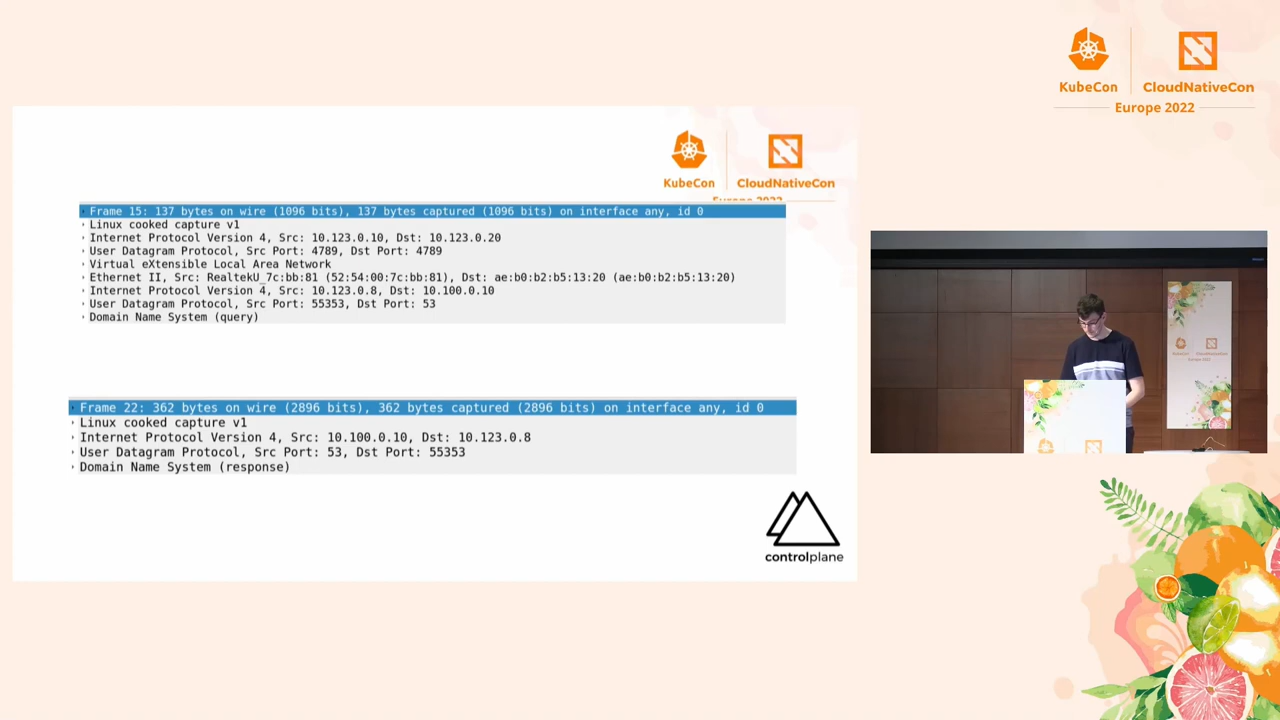 KubeCon
CloudNativeCon
Europe 2022
KubeCon
CloudNativeCon
Europe 2022
Frame 15: 137 bytes on wire (1096 bits), 137 bytes captured (1096 bits) on interface any, id 0
Linux cooked capture v1
Internet Protocol Version 4, Src: 10.123.0.10, Dst: 10.123.0.20
User Datagram Protocol, Src Port: 4789, Dst Port: 4789
Virtual eXtensible Local Area Network
Ethernet II, Src: RealtekU_7c:bb:81 (52:54:00:7c:bb:81), Dst: ae:b0:b2:b5:13:20 (ae:b0:b2:b5:13:20)
Internet Protocol Version 4, Src: 10.123.0.8, Dst: 10.100.0.10
User Datagram Protocol, Src Port: 55353, Dst Port: 53
Domain Name System (query)
Frame 22: 362 bytes on wire (2896 bits), 362 bytes captured (2896 bits) on interface any, id 0
Linux cooked capture v1
Internet Protocol Version 4, Src: 10.100.0.10, Dst: 10.123.0.8
User Datagram Protocol, Src Port: 53, Dst Port: 55353
Domain Name System (response)
controlplane